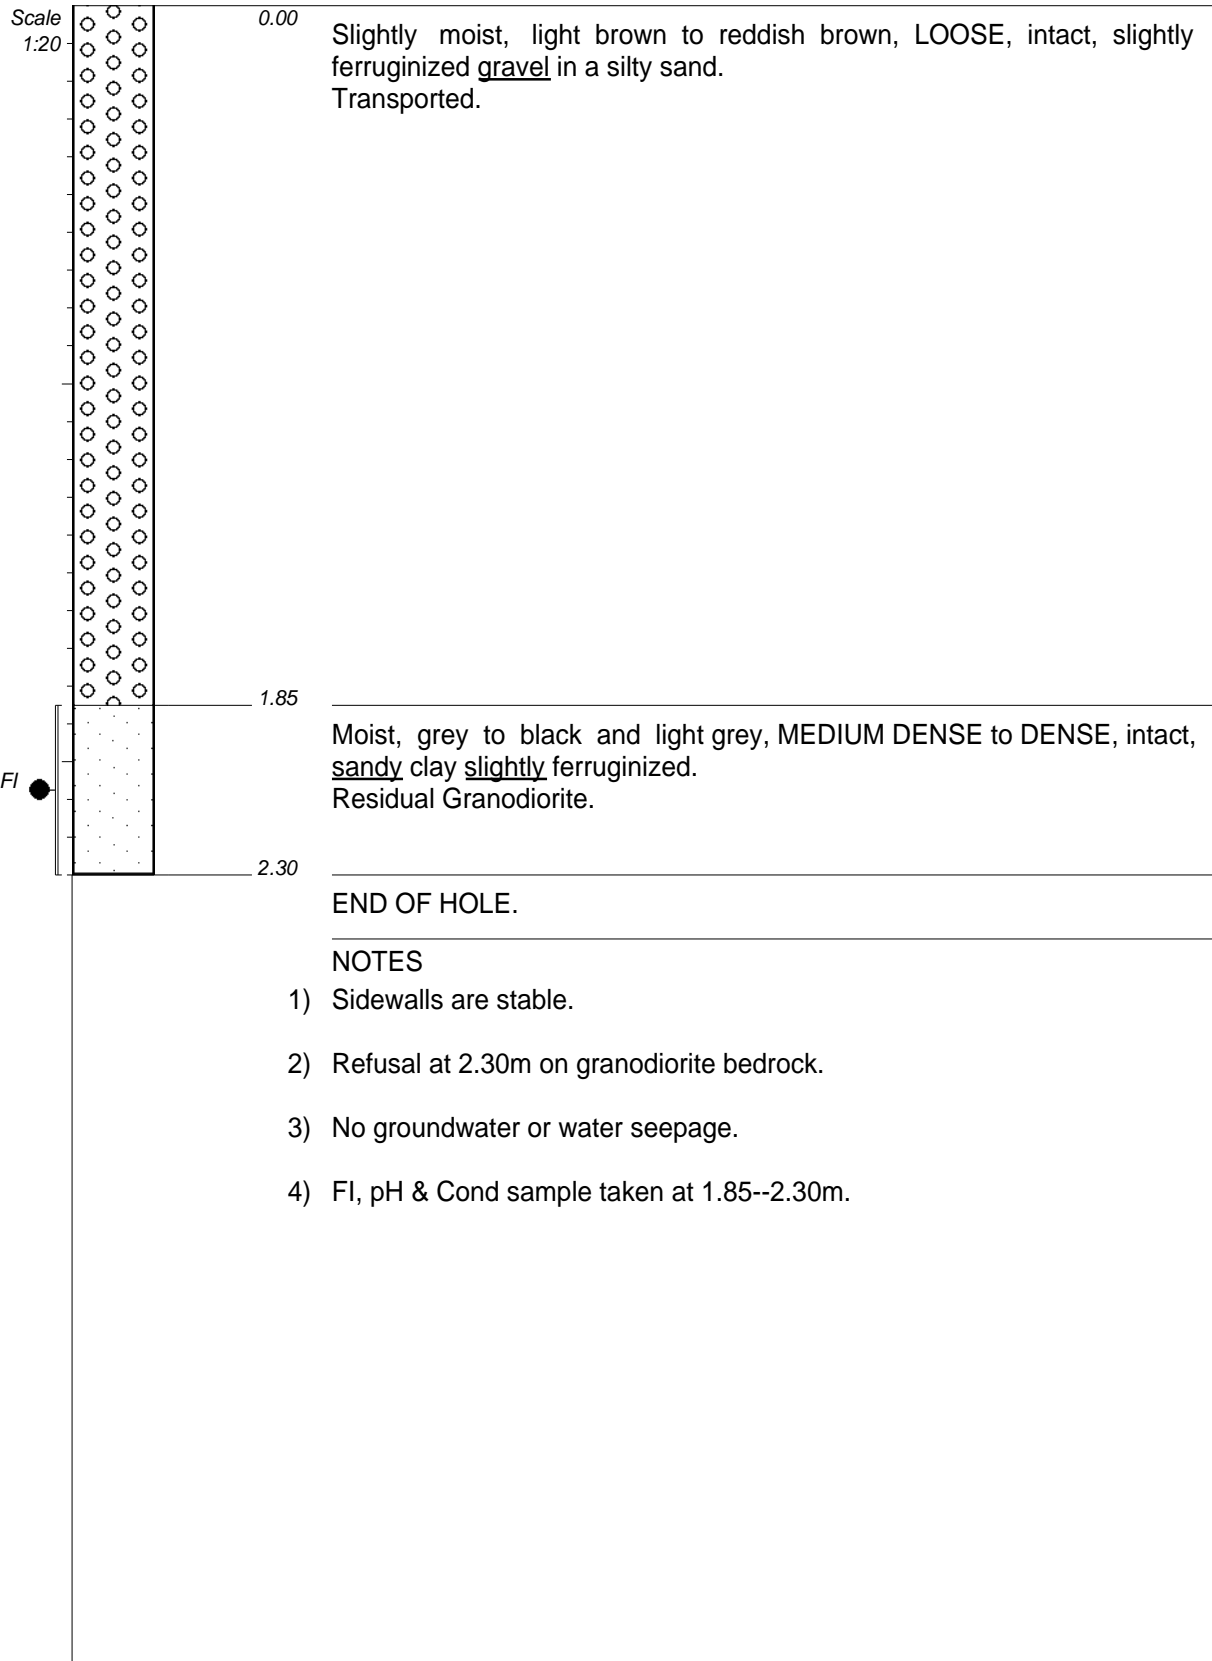 Scale
1:20
0.00
Slightly moist, light brown to reddish brown, LOOSE, intact, slightly
ferruginized gravel in a silty sand.
Transported.
1.85
Moist, grey to black and light grey, MEDIUM DENSE to DENSE, intact,
sandy clay slightly ferruginized.
Residual Granodiorite.
FI
2.30
END OF HOLE.
NOTES
1) Sidewalls are stable.
2) Refusal at 2.30m on granodiorite bedrock.
3) No groundwater or water seepage.
4) FI, pH & Cond sample taken at 1.85--2.30m.